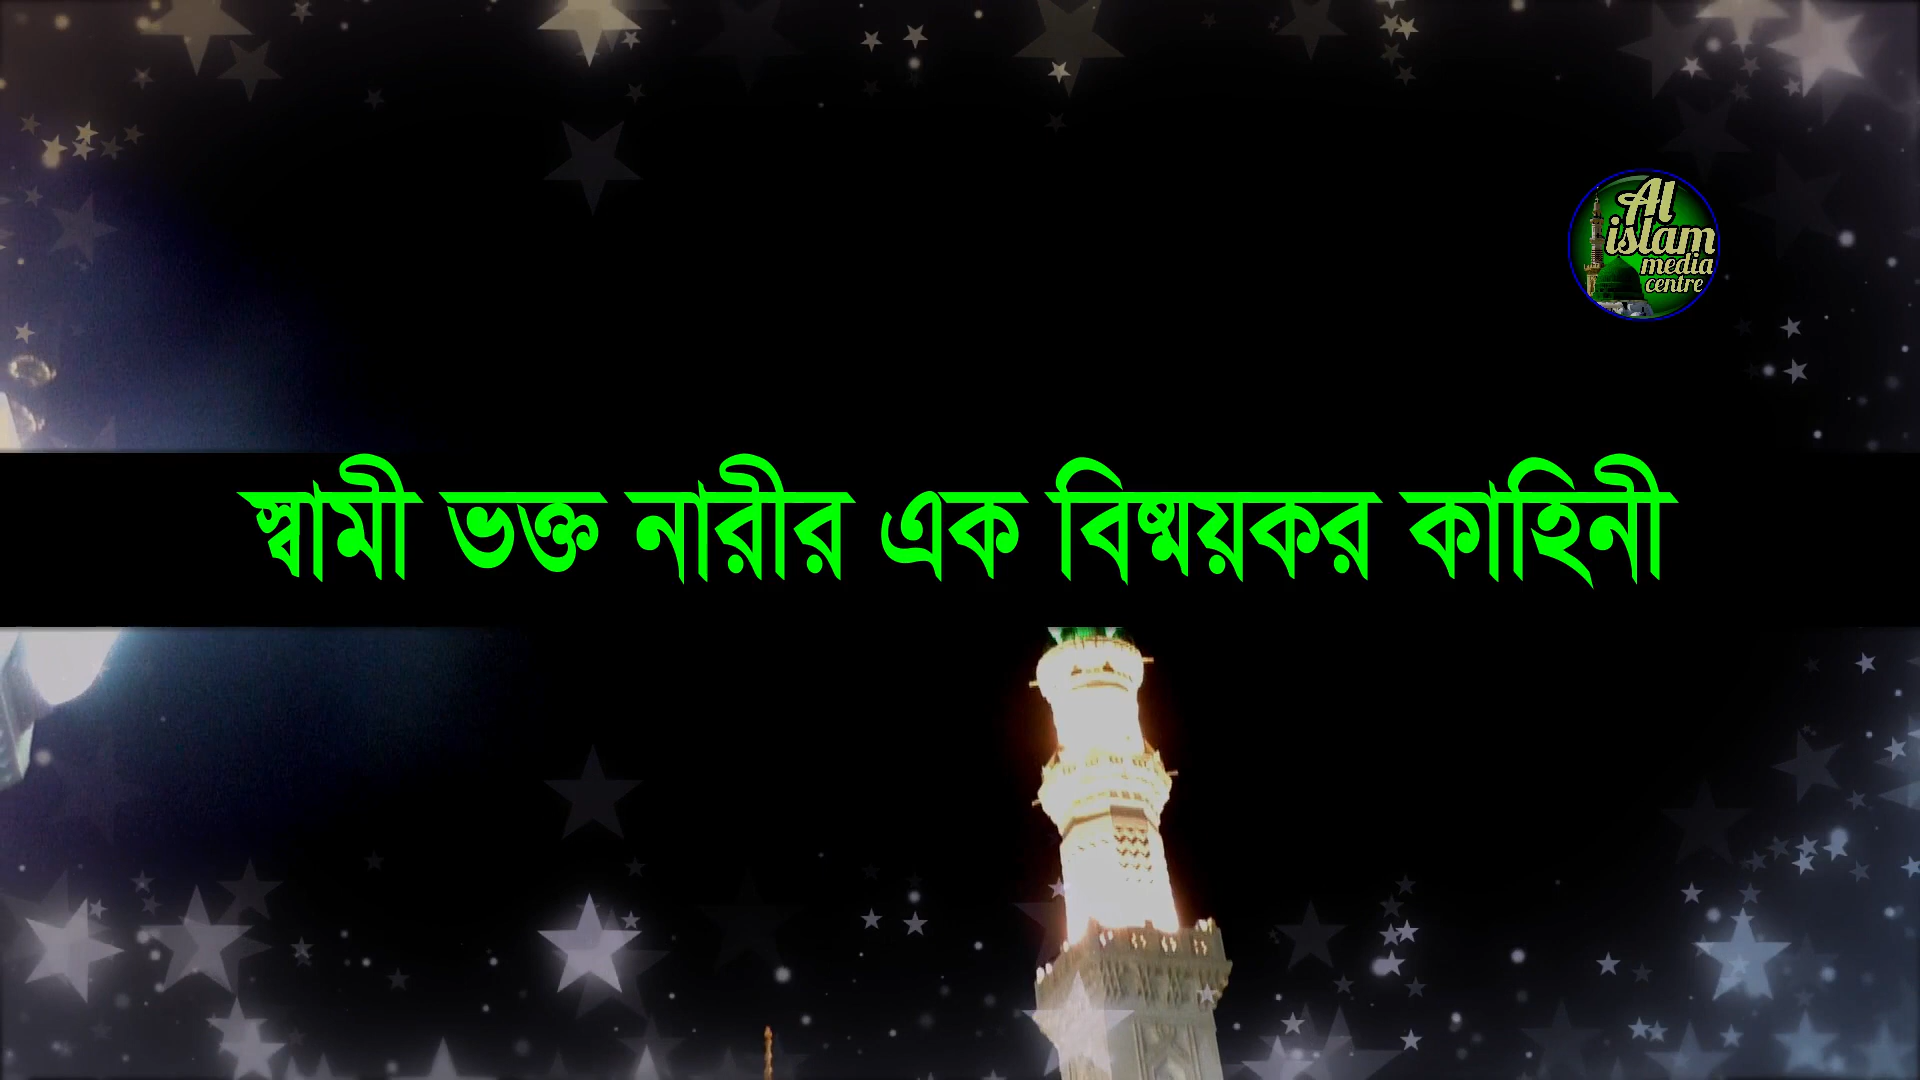 Al
islam
media
centre
স্বামী ভক্ত নারীর এক বিষ্ময়কর কাহিনী